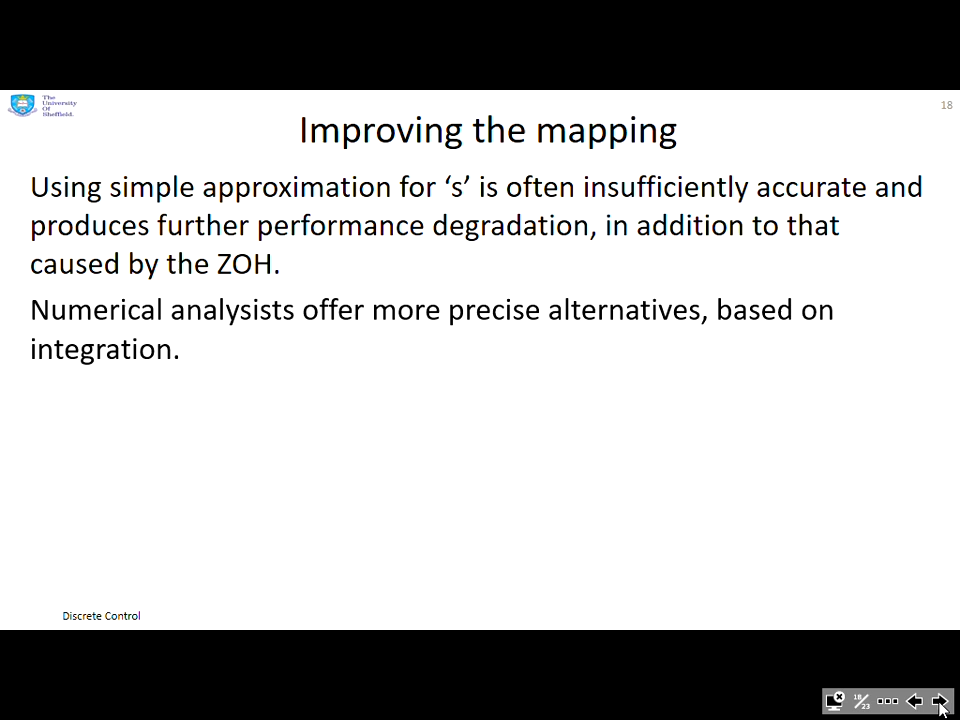 The
University
Of
Sheffield.
18
Improving the mapping
Using simple approximation for ‘s’ is often insufficiently accurate and
produces further performance degradation, in addition to that
caused by the ZOH.
Numerical analysists offer more precise alternatives, based on
integration.
Discrete Control
18/23